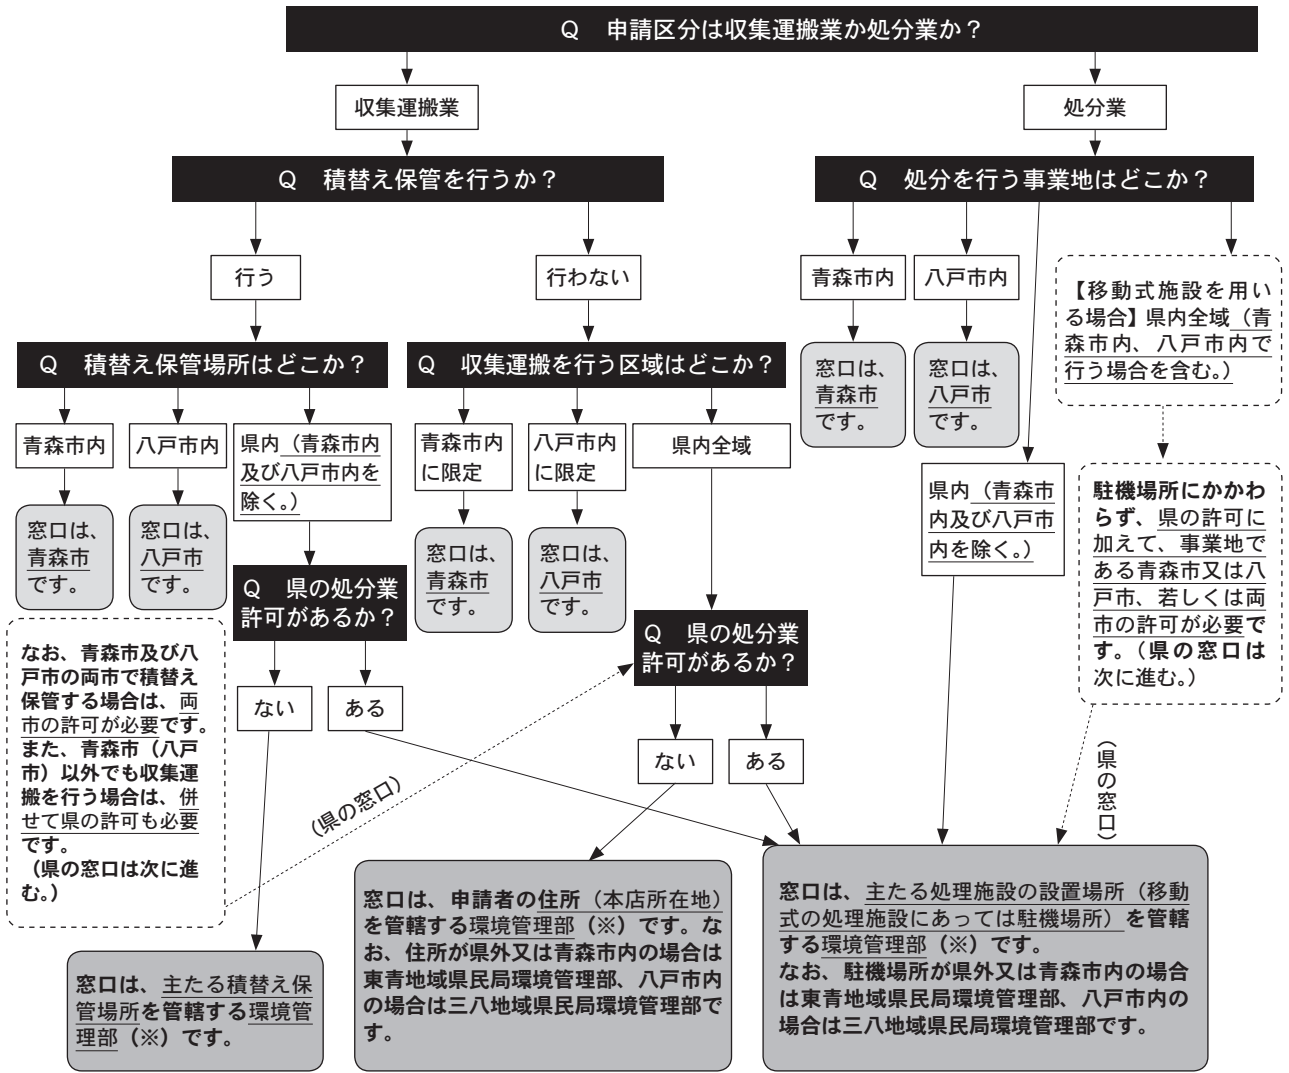 Q　申請区分は収集運搬業か処分業か？
収集運搬業
処分業
Q　積替え保管を行うか？
Q　処分を行う事業地はどこか？
行う
行わない
青森市内
八戸市内
【移動式施設を用い
る場合】県内全域（青
森市内、八戸市内で
行う場合を含む。）
Q　積替え保管場所はどこか？
Q　収集運搬を行う区域はどこか？
窓口は、
青森市
です。
窓口は、
八戸市
です。
青森市内
八戸市内
県内（青森市内
及び八戸市内を
除く。）
青森市内
に限定
八戸市内
に限定
県内全域
県内（青森市
内及び八戸市
内を除く。）
駐機場所にかかわ
らず、県の許可に
加えて、事業地で
ある青森市又は八
戸市、若しくは両
市の許可が必要で
す。（県の窓口は
次に進む。）
窓口は、
青森市
です。
窓口は、
八戸市
です。
窓口は、
青森市
です。
窓口は、
八戸市
です。
Q　県の処分業
許可があるか？
Q　県の処分業
許可があるか？
なお、青森市及び八
戸市の両市で積替え
保管する場合は、両
市の許可が必要です。
また、青森市（八戸
市）以外でも収集運
搬を行う場合は、併
せて県の許可も必要
です。
（県の窓口は次に進
む。）
ない
ある
ない
ある
（県の窓口）
（県の窓口）
窓口は、主たる積替え保
管場所を管轄する環境管
理部（※）です。
窓口は、申請者の住所（本店所在地）
を管轄する環境管理部（※）です。な
お、住所が県外又は青森市内の場合は
東青地域県民局環境管理部、八戸市内
の場合は三八地域県民局環境管理部で
す。
窓口は、主たる処理施設の設置場所（移動
式の処理施設にあっては駐機場所）を管轄
する環境管理部（※）です。
なお、駐機場所が県外又は青森市内の場合
は東青地域県民局環境管理部、八戸市内の
場合は三八地域県民局環境管理部です。